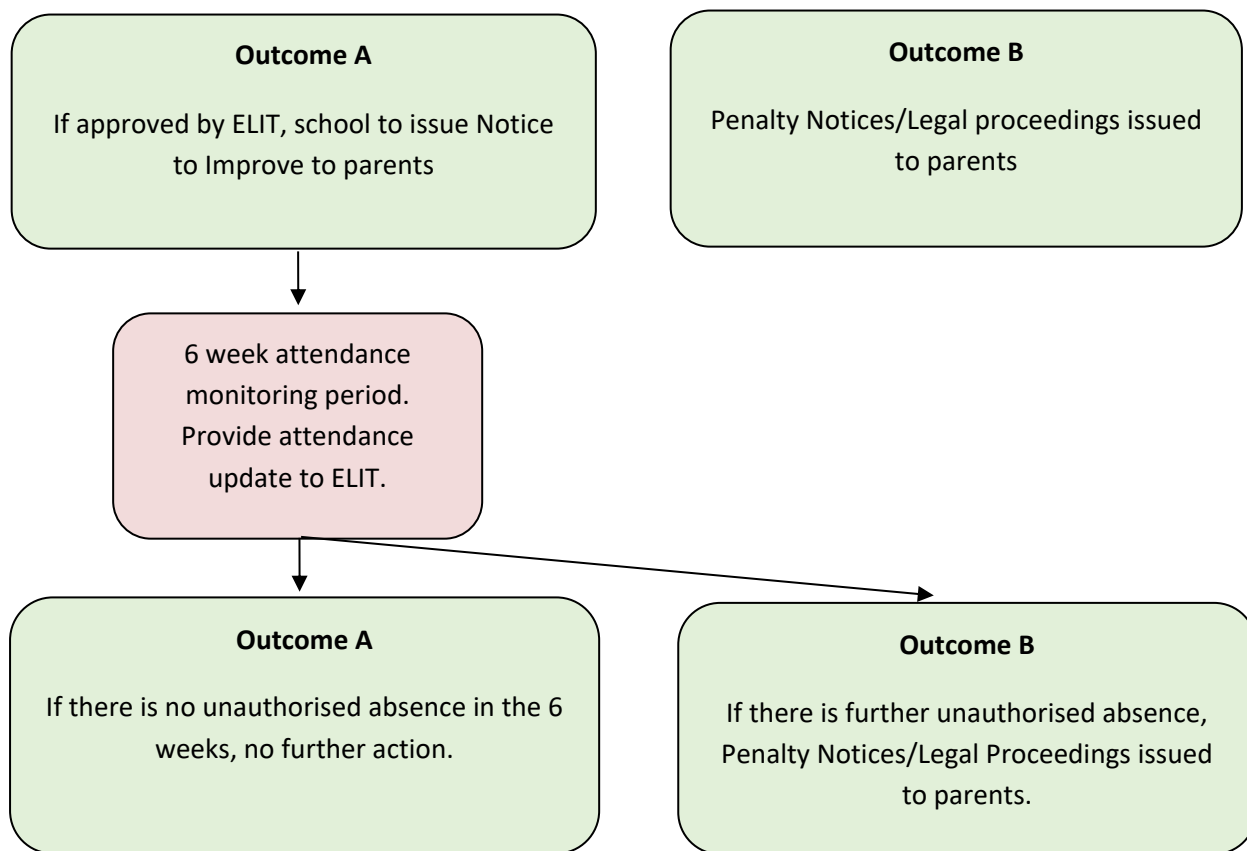 Outcome A
If approved by ELIT, school to issue Notice
to Improve to parents
Outcome B
Penalty Notices/Legal proceedings issued
to parents
6 week attendance
monitoring period.
Provide attendance
update to ELIT.
Outcome A
If there is no unauthorised absence in the 6
weeks, no further action.
Outcome B
If there is further unauthorised absence,
Penalty Notices/Legal Proceedings issued
to parents.